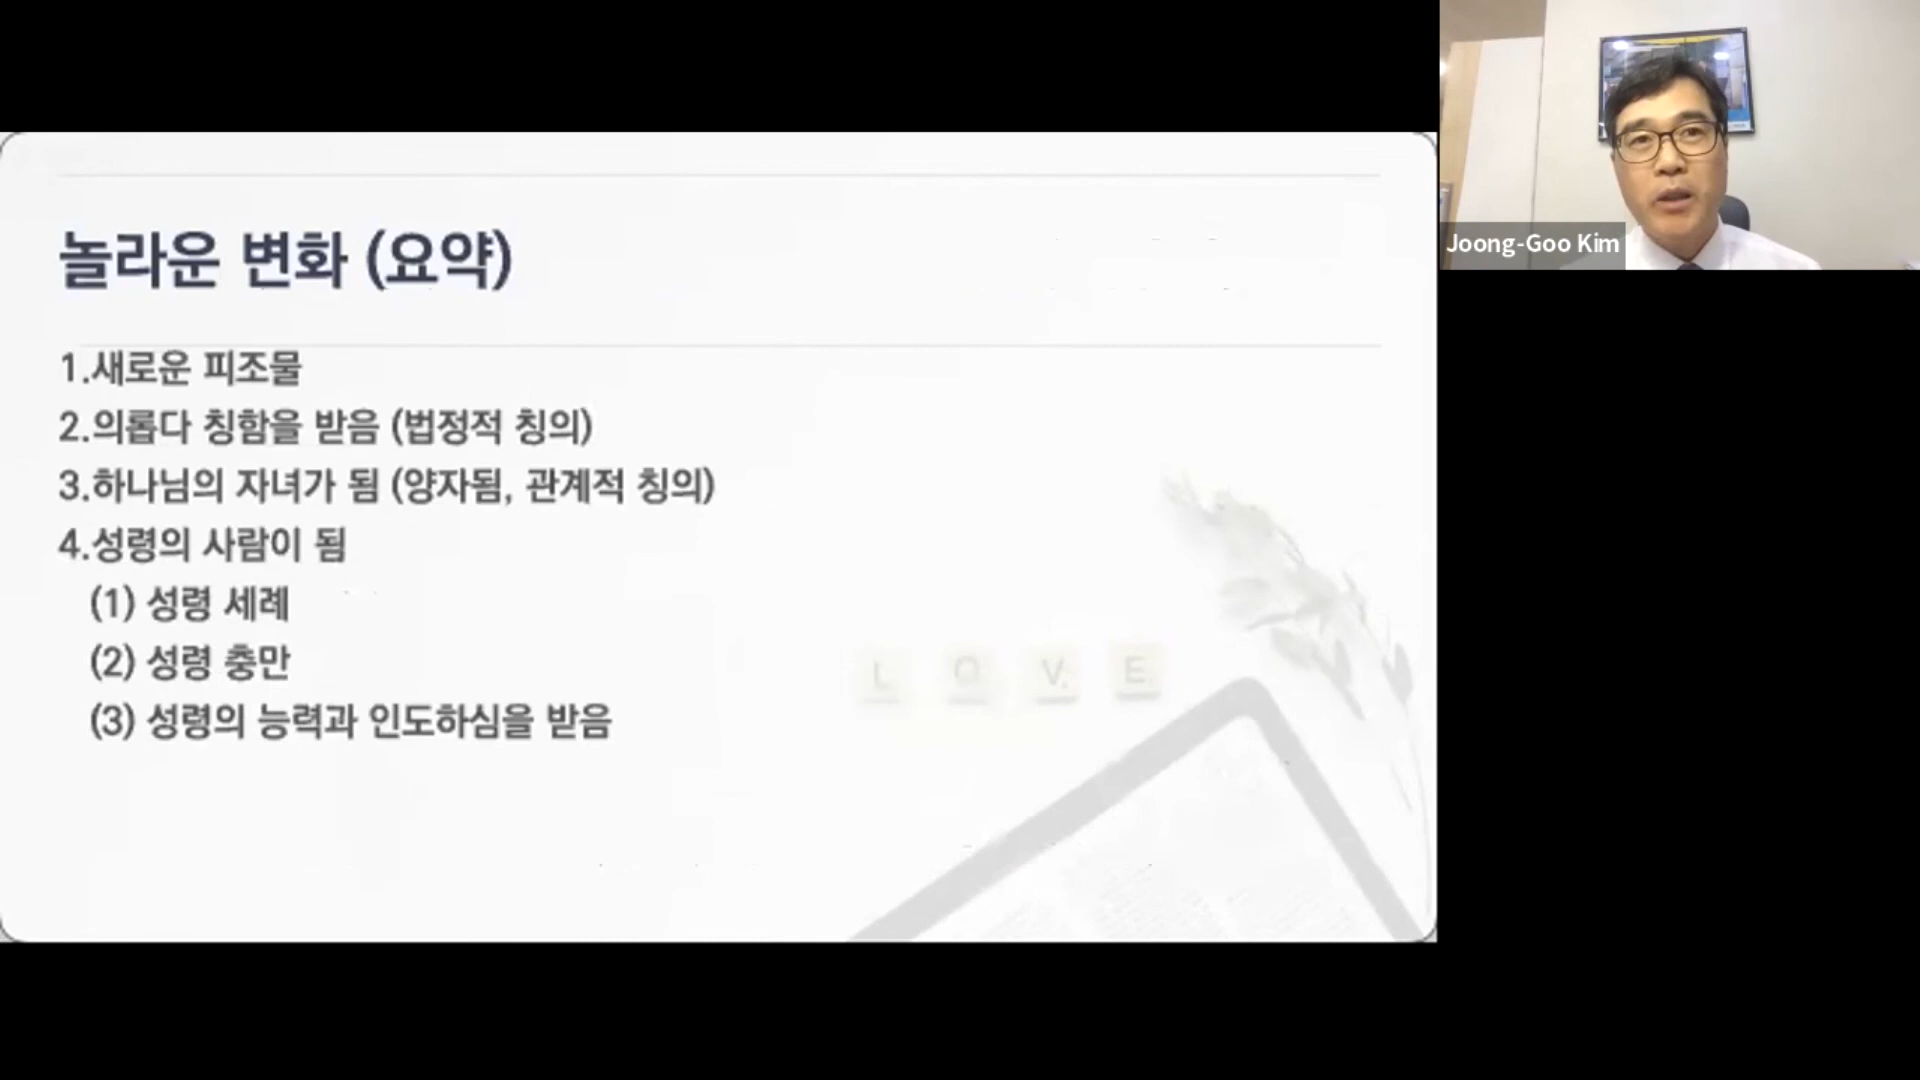 놀라운 변화 (요약)
1.새로운 피조물
2.의롭다 칭함을 받음 (법정적 칭의)
3.하나님의 자녀가 됨 (양자됨, 관계적 칭의)
4.성령의 사람이 됨
(1) 성령 세례
(2) 성령 충만
(3) 성령의 능력과 인도하심을 받음
L O V E
Joong-Goo Kim